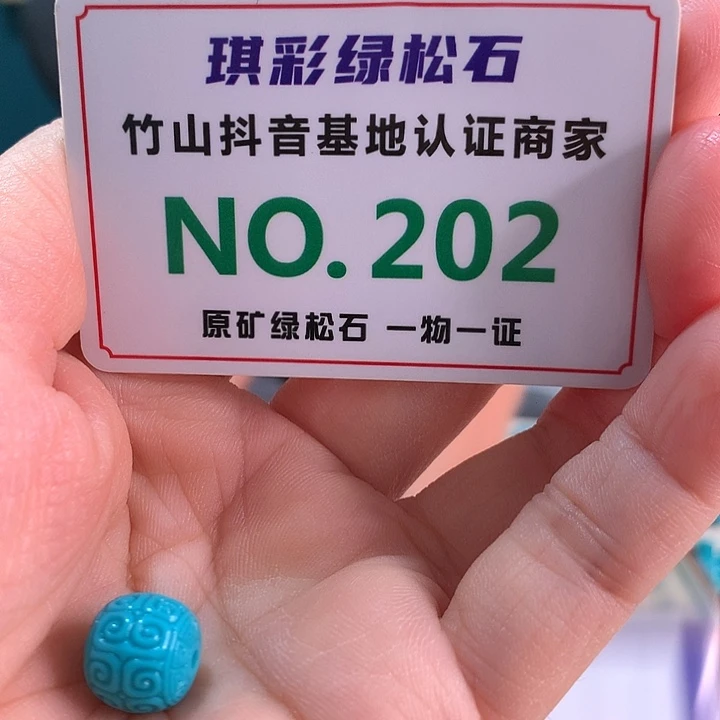 琪彩绿松石
竹山抖音基地认证商家
NO.202
原矿绿松石 一物一证